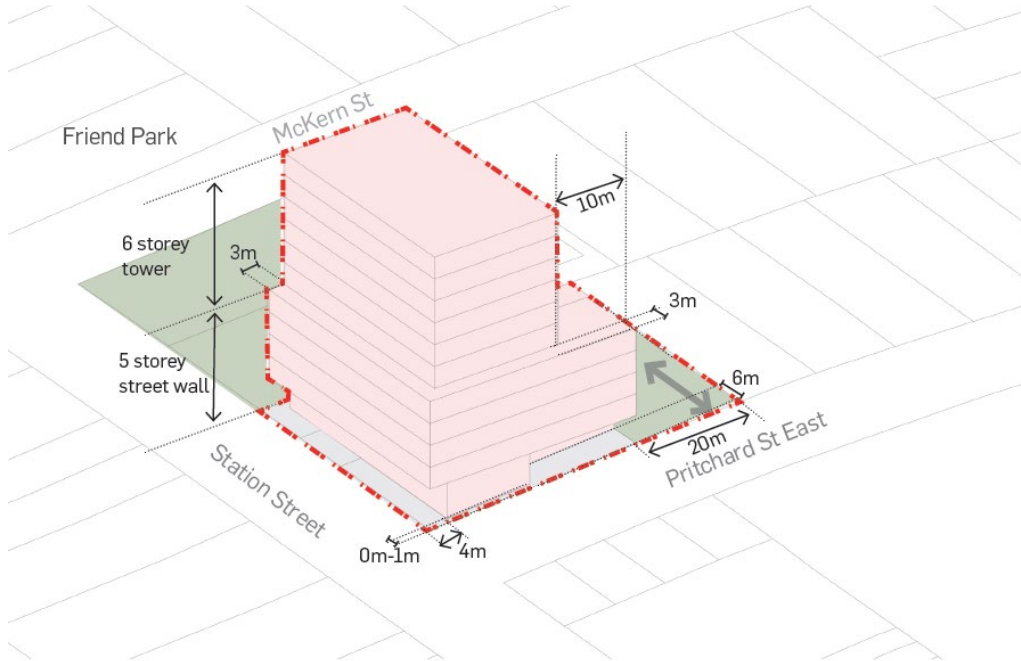 McKern St
Friend Park
10m
6 storey
tower
3m
3m
5 storey
street wall
6m
20m
Pritchard St East
Station Street
0m-1m
4m